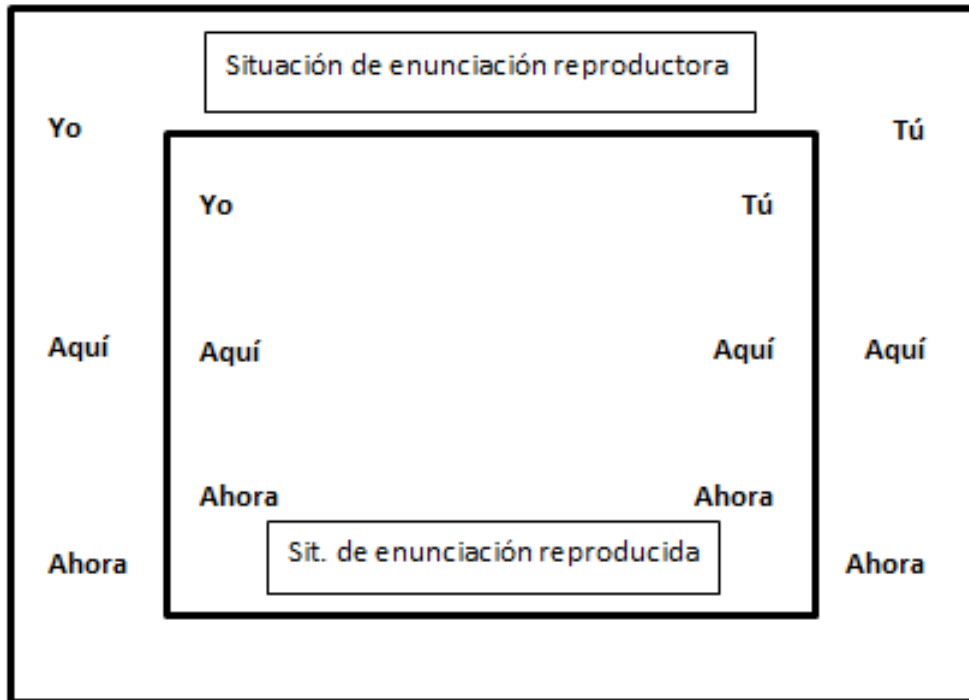 Situación de enunciación reproductora
Yo Tú
Yo Tú
Aquí Aquí Aquí Aquí
Ahora Ahora
Sit. de enunciación reproducida
Ahora Ahora